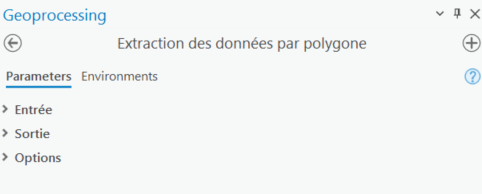 Geoprocessing
Extraction des données par polygone
Parameters Environments
Entrée
Sortie
Options